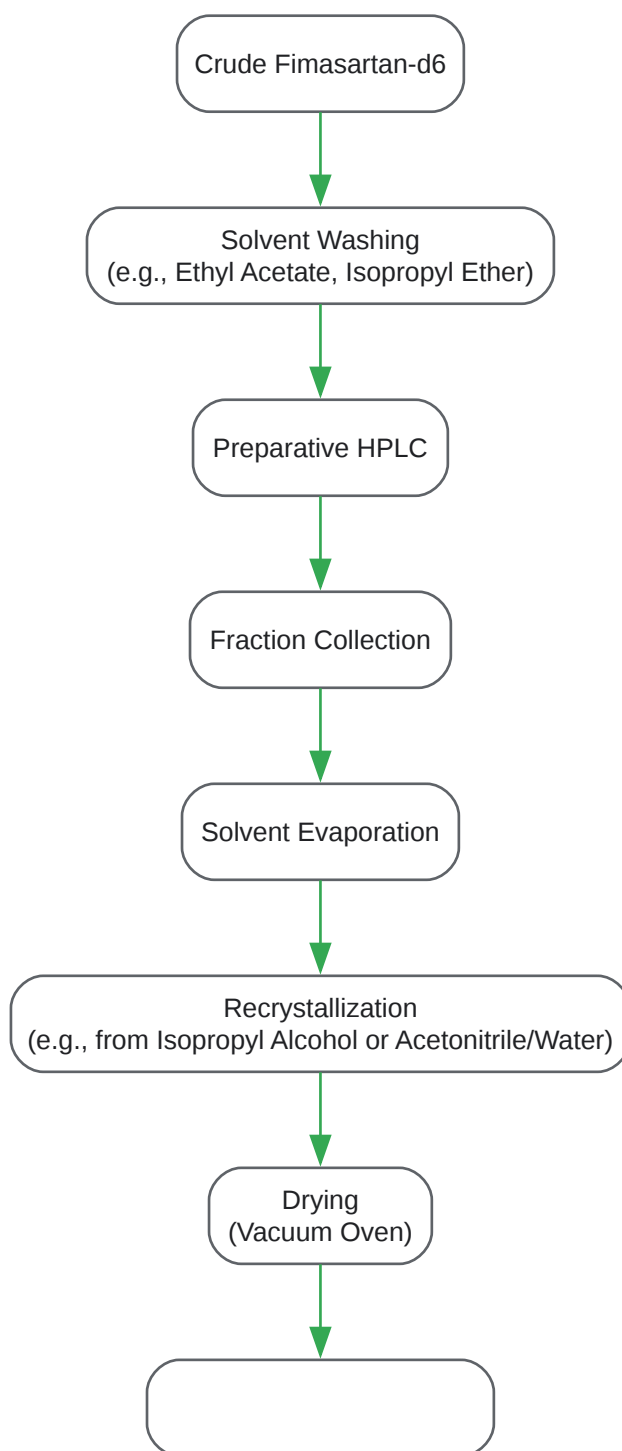 Crude Fimasartan-d6
Solvent Washing
(e.g., Ethyl Acetate, Isopropyl Ether)
Preparative HPLC
Fraction Collection
Solvent Evaporation
Recrystallization
(e.g., from Isopropyl Alcohol or Acetonitrile/Water)
Drying
(Vacuum Oven)